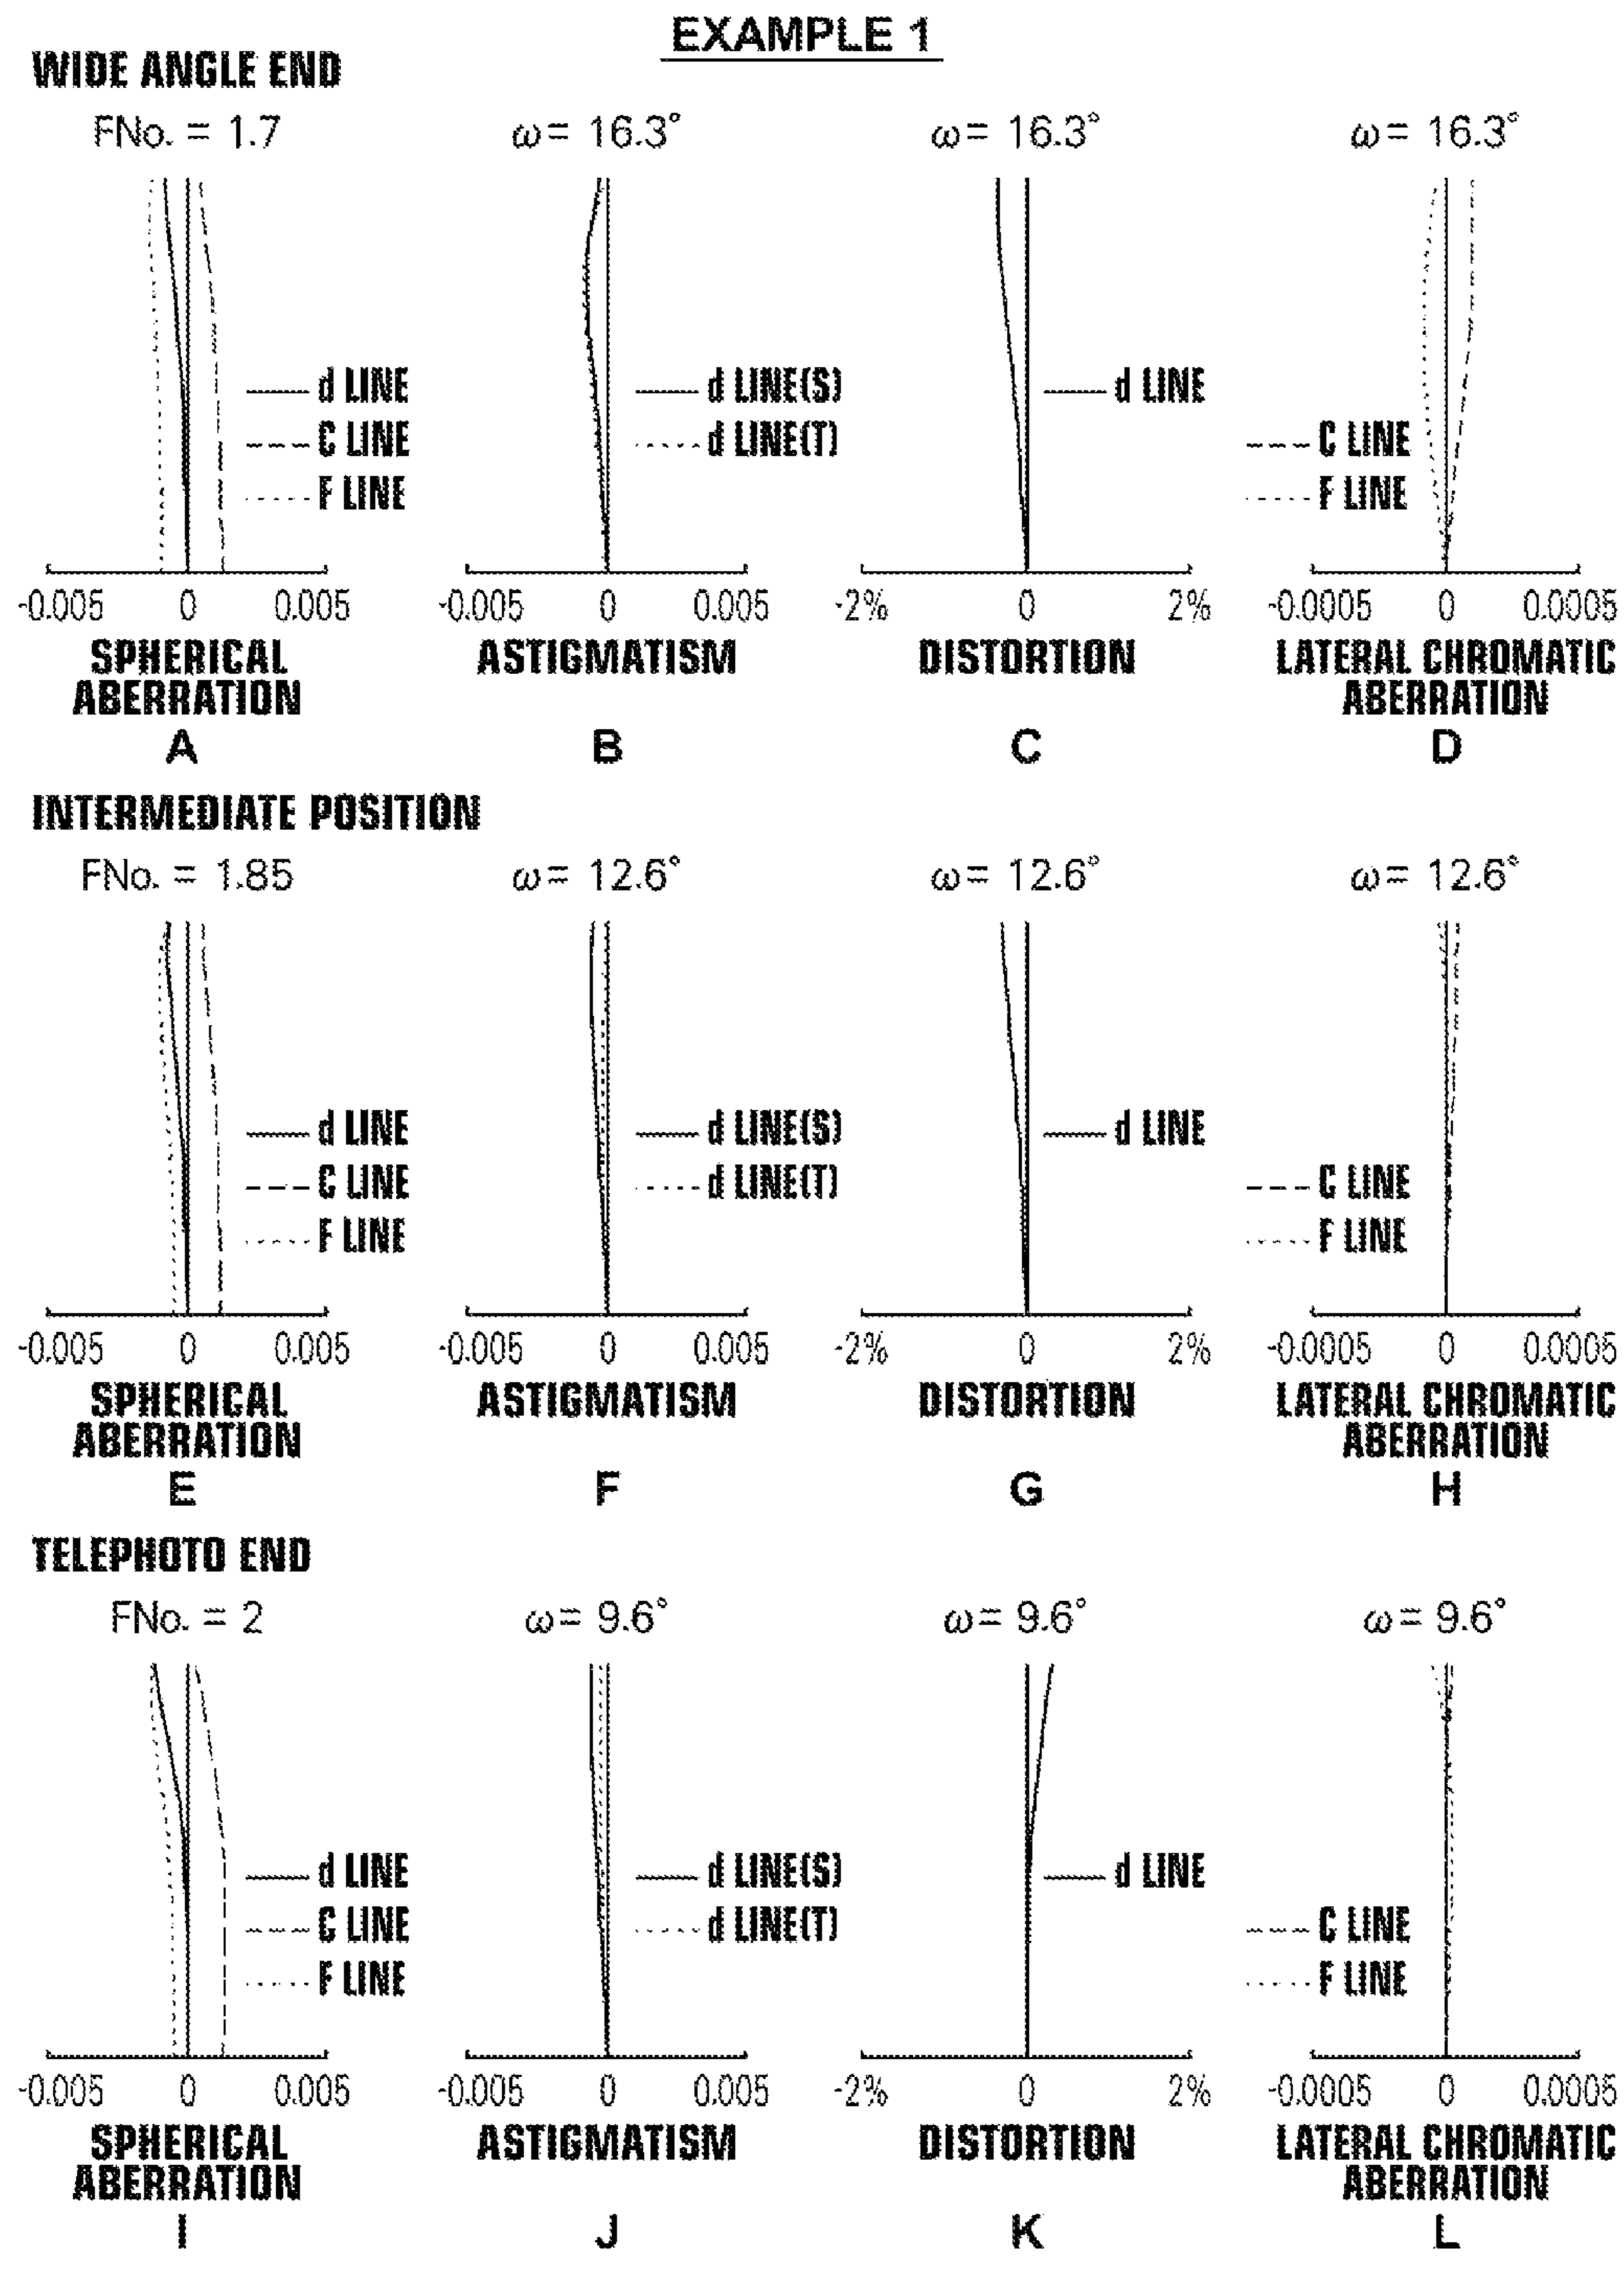 EXAMPLE 1
WIDE ANGLE END
FNo. = 1.7
ω= 16.3°
ω= 16.3°
ω= 16.3°
d LINE
C LINE
F LINE
d LINE(S)
d LINE(T)
d LINE
C LINE
F LINE
-0.005 0 0.005
-0.005 0 0.005
-2% 0 2%
-0.0005 0 0.0005
SPHERICAL
ABERRATION
ASTIGMATISM
DISTORTION
LATERAL CHROMATIC
ABERRATION
A
B
C
D
INTERMEDIATE POSITION
FNo. = 1.85
ω= 12.6°
ω= 12.6°
ω= 12.6°
d LINE
C LINE
F LINE
d LINE(S)
d LINE(T)
d LINE
C LINE
F LINE
-0.005 0 0.005
-0.005 0 0.005
-2% 0 2%
-0.0005 0 0.0005
SPHERICAL
ABERRATION
ASTIGMATISM
DISTORTION
LATERAL CHROMATIC
ABERRATION
E
F
G
H
TELEPHOTO END
FNo. = 2
ω= 9.6°
ω= 9.6°
ω= 9.6°
d LINE
C LINE
F LINE
d LINE(S)
d LINE(T)
d LINE
C LINE
F LINE
-0.005 0 0.005
-0.005 0 0.005
-2% 0 2%
-0.0005 0 0.0005
SPHERICAL
ABERRATION
ASTIGMATISM
DISTORTION
LATERAL CHROMATIC
ABERRATION
I
J
K
L